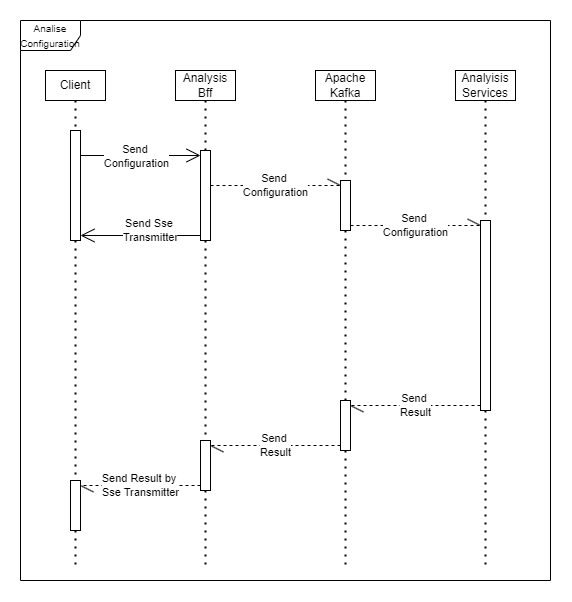 Analise
Configuration
Client
Analysis
Bff
Apache
Kafka
Analyisis
Services
Send
Configuration
Send
Configuration
Send
Configuration
Send Sse
Transmitter
Send
Result
Send
Result
Send Result by
Sse Transmitter